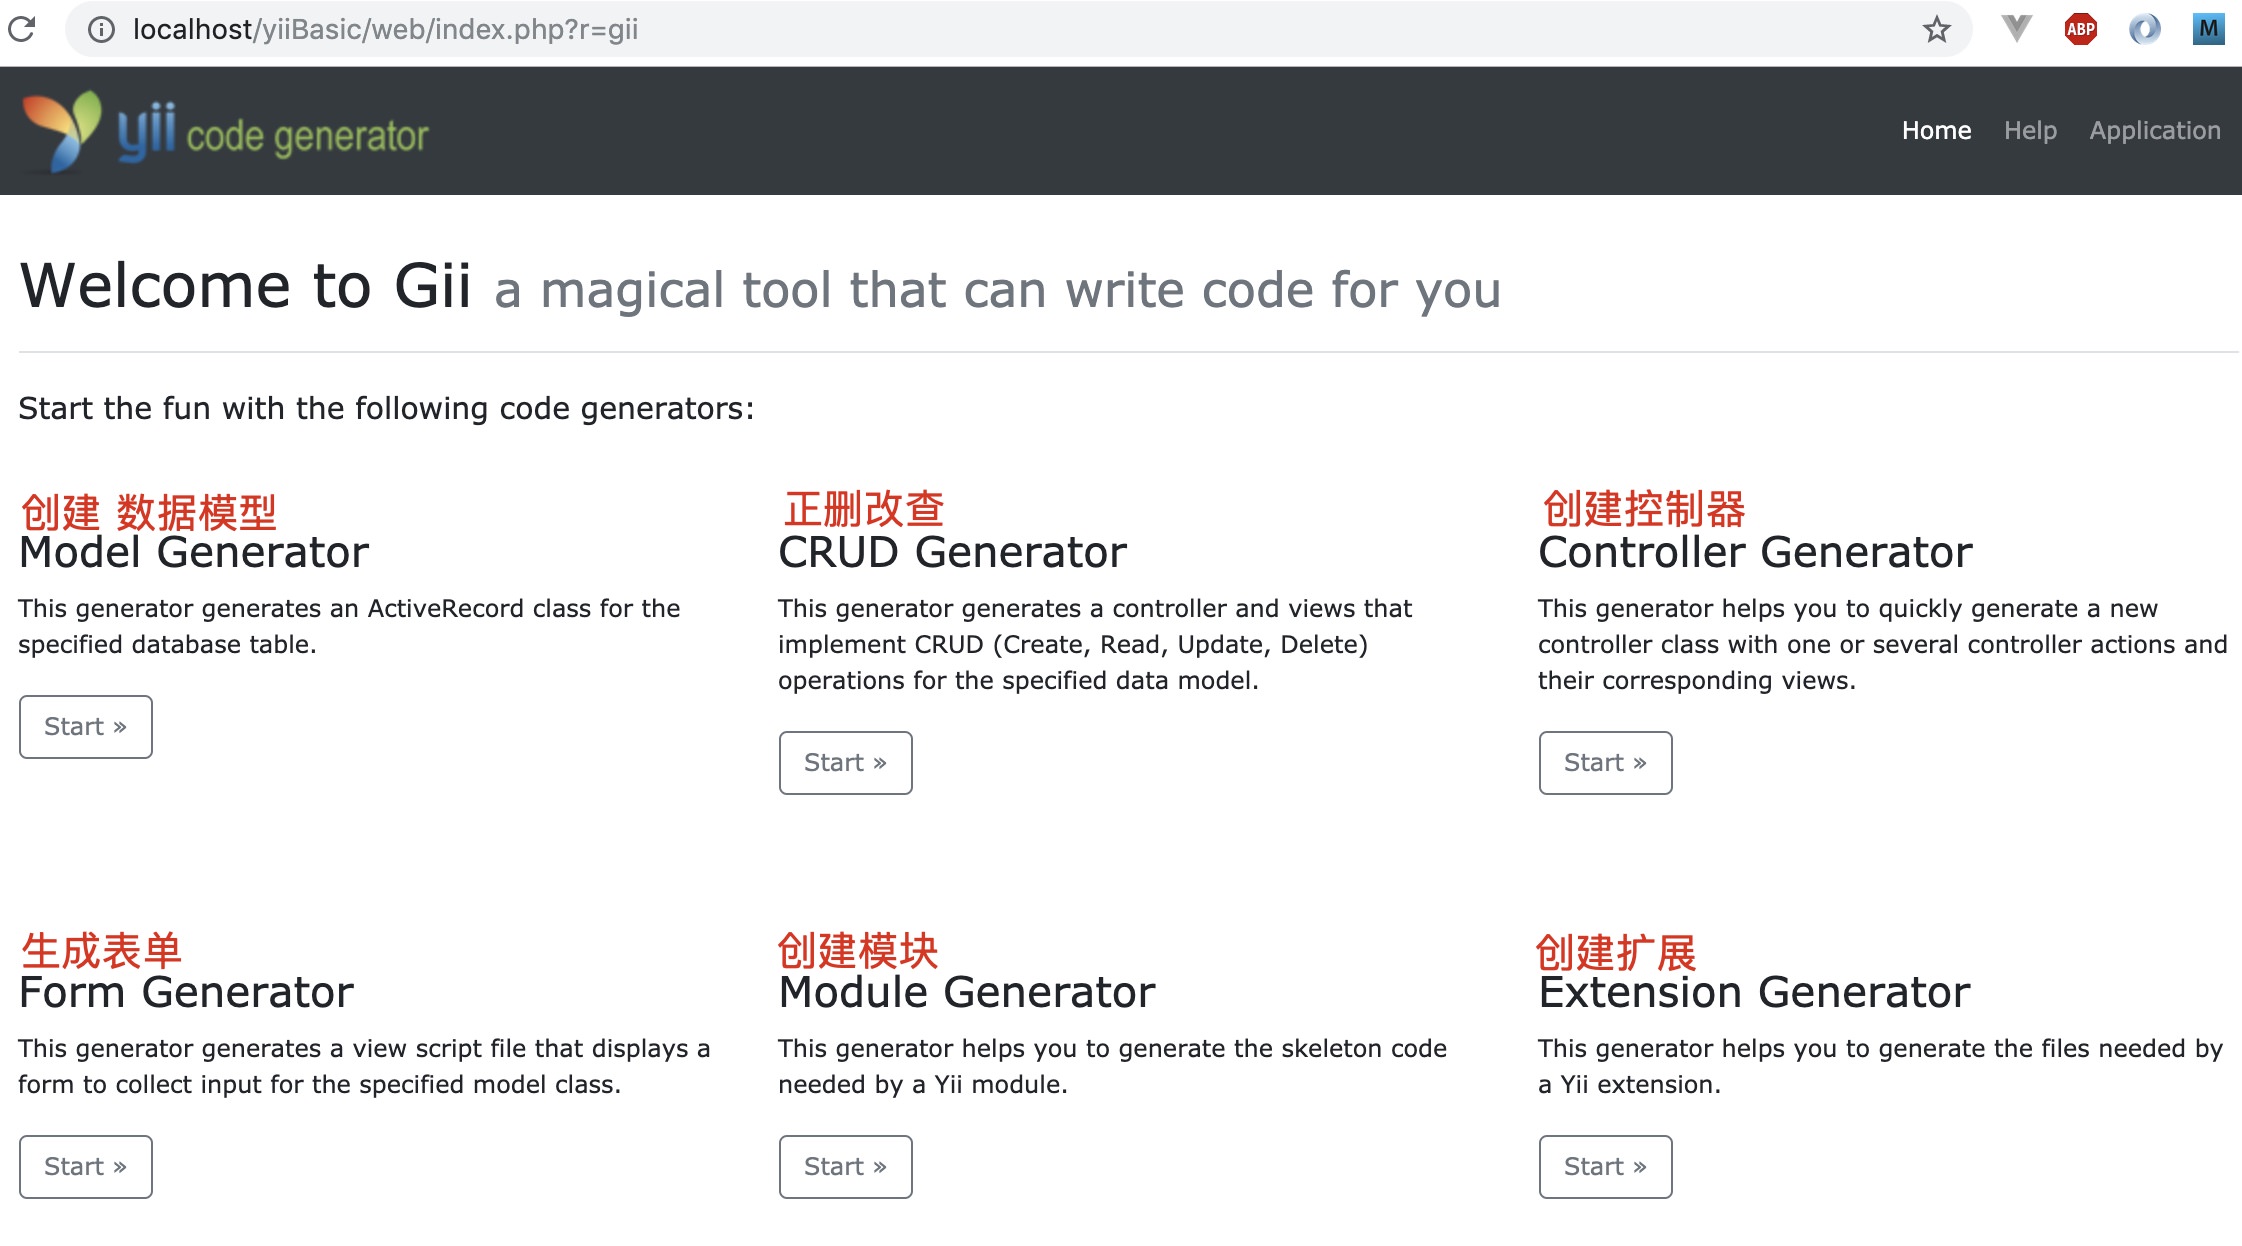 localhost/yiiBasic/web/index.php?r=gii
ABP
M
yii code generator
Home
Help
Application
Welcome to Gii a magical tool that can write code for you
Start the fun with the following code generators:
创建 数据模型
Model Generator
This generator generates an ActiveRecord class for the
specified database table.
Start »
正删改查
CRUD Generator
This generator generates a controller and views that
implement CRUD (Create, Read, Update, Delete)
operations for the specified data model.
Start »
创建控制器
Controller Generator
This generator helps you to quickly generate a new
controller class with one or several controller actions and
their corresponding views.
Start »
生成表单
Form Generator
This generator generates a view script file that displays a
form to collect input for the specified model class.
Start »
创建模块
Module Generator
This generator helps you to generate the skeleton code
needed by a Yii module.
Start »
创建扩展
Extension Generator
This generator helps you to generate the files needed by
a Yii extension.
Start »